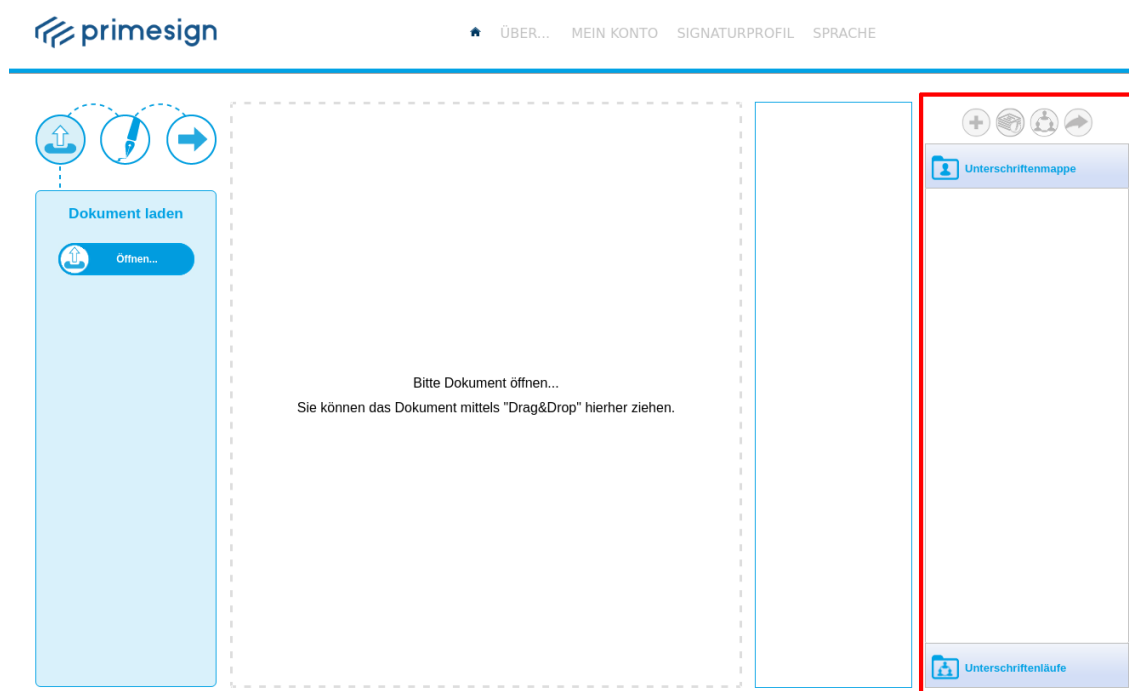 primesign
ÜBER...
MEIN KONTO
SIGNATURPROFIL
SPRACHE
Dokument laden
Öffnen...
Bitte Dokument öffnen...
Sie können das Dokument mittels "Drag&Drop" hierher ziehen.
Unterschriftenmappe
Unterschriftenläufe